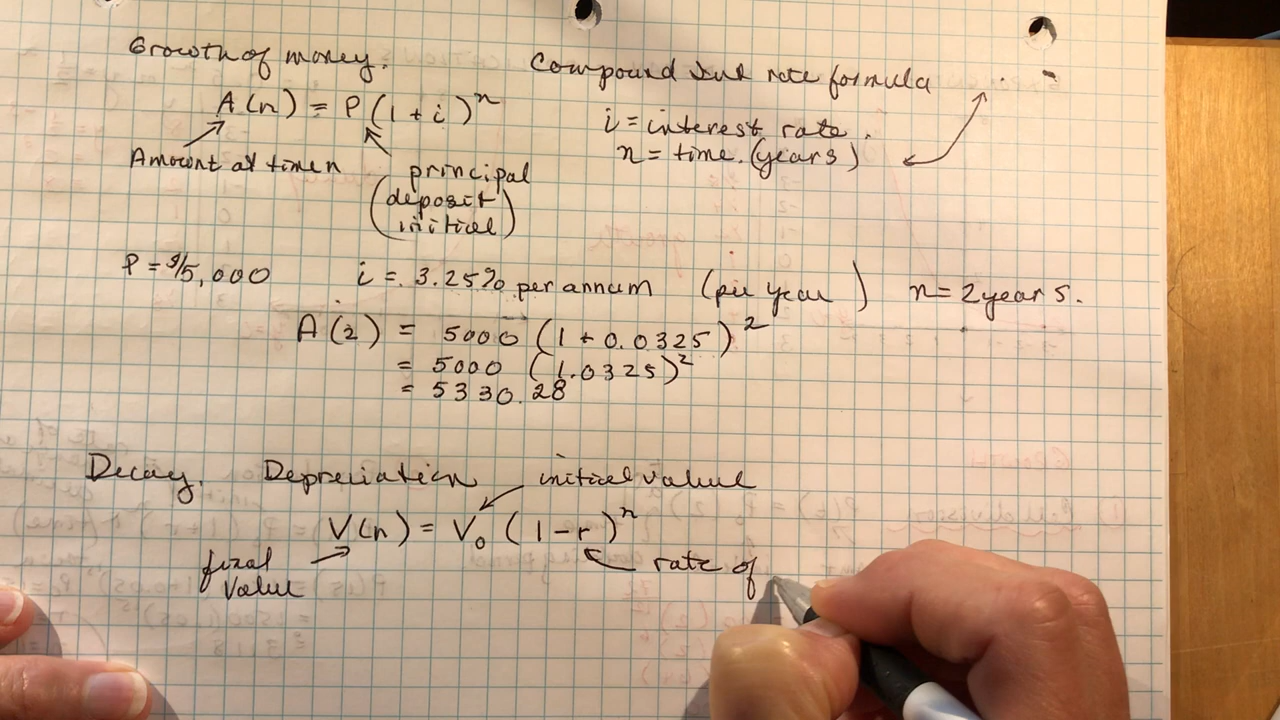 Growth of money.
Compound Int rate formula
A(n) = P(1 + i)^n
i = interest rate.
n = time. (years)
Amount at time n
principal
(deposit
initial)
P = $5,000 i = 3.25% per annum (per year) n = 2 years.
A(2) = 5000 (1 + 0.0325)^2
= 5000 (1.0325)^2
= 5330.28
Decay. Depreciation initial value
V(n) = V₀ (1 - r)^n
final
value
rate of